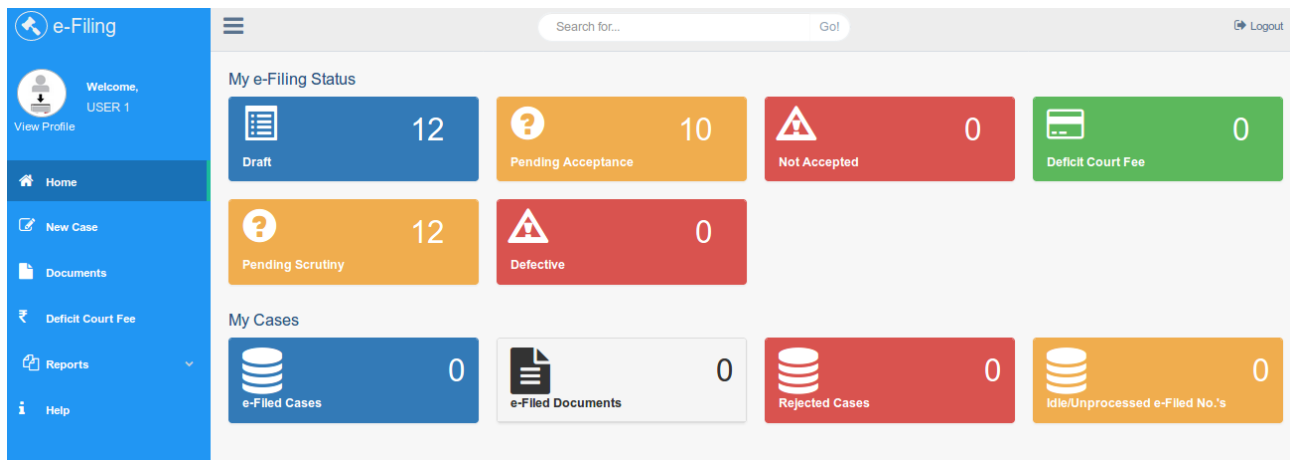 e-Filing
Search for...
Go!
Logout
Welcome,
USER 1
View Profile
Home
New Case
Documents
₹ Deficit Court Fee
Reports
Help
My e-Filing Status
12
Draft
10
Pending Acceptance
0
Not Accepted
0
Deficit Court Fee
12
Pending Scrutiny
0
Defective
My Cases
0
e-Filed Cases
0
e-Filed Documents
0
Rejected Cases
0
Idle/Unprocessed e-Filed No.'s